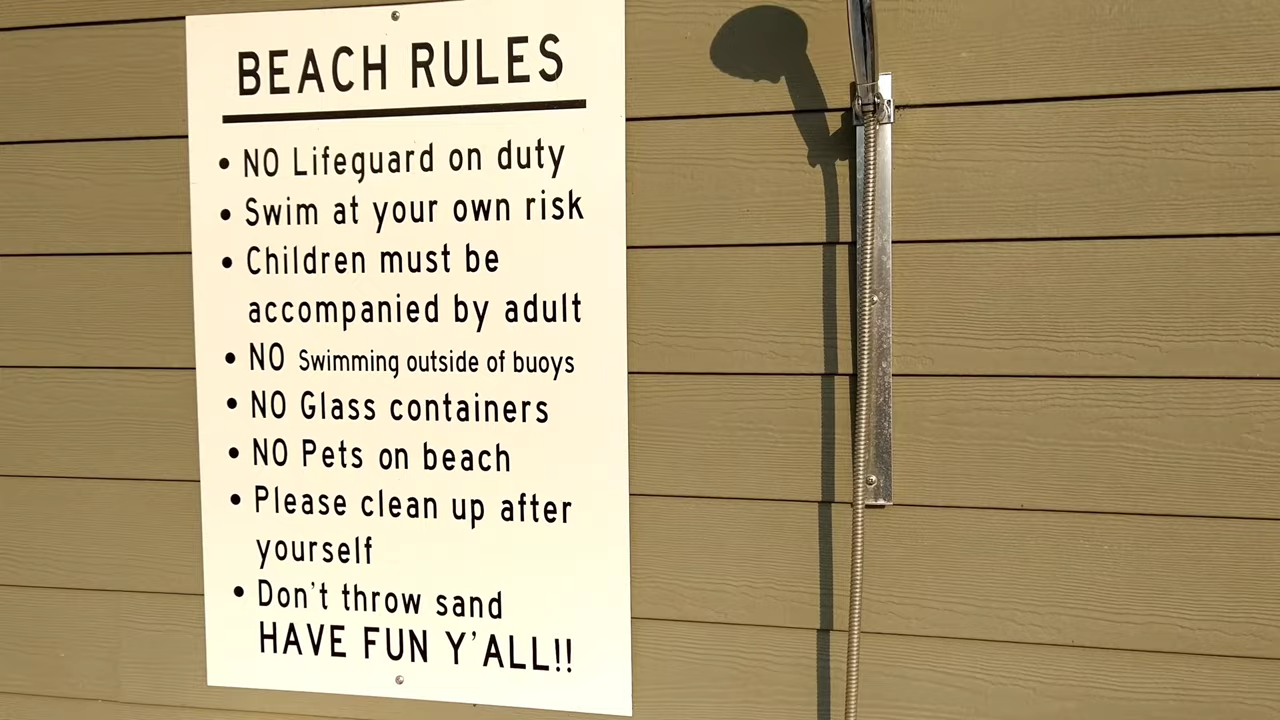 BEACH RULES
• NO Lifeguard on duty
• Swim at your own risk
• Children must be
accompanied by adult
• NO Swimming outside of buoys
• NO Glass containers
• NO Pets on beach
• Please clean up after
yourself
• Don't throw sand
HAVE FUN Y'ALL!!